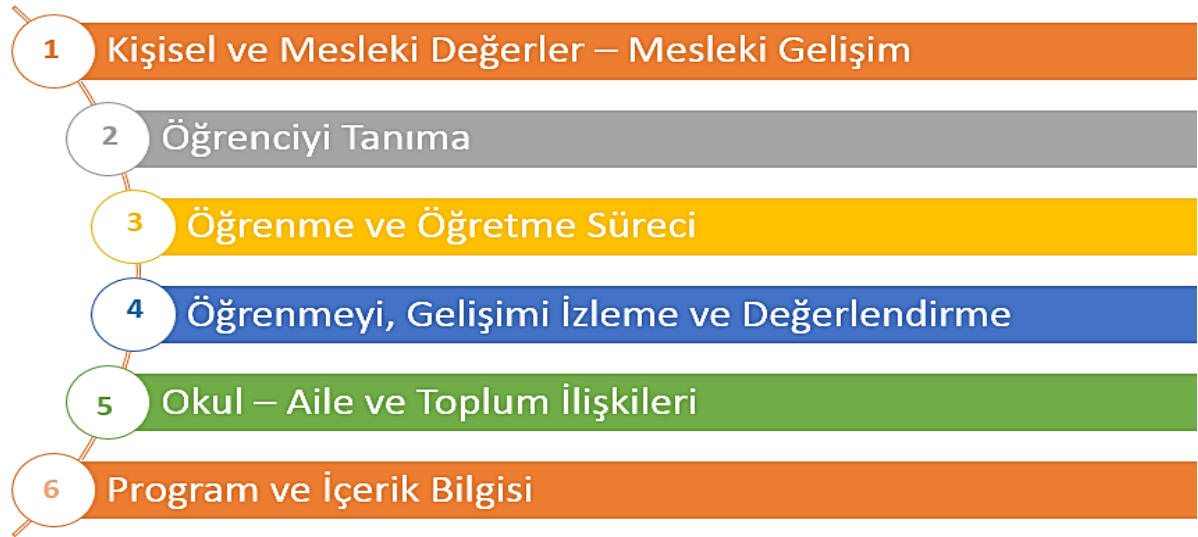 1 Kişisel ve Mesleki Değerler – Mesleki Gelişim
2 Öğrenciyi Tanıma
3 Öğrenme ve Öğretme Süreci
4 Öğrenmeyi, Gelişimi İzleme ve Değerlendirme
5 Okul – Aile ve Toplum İlişkileri
6 Program ve İçerik Bilgisi